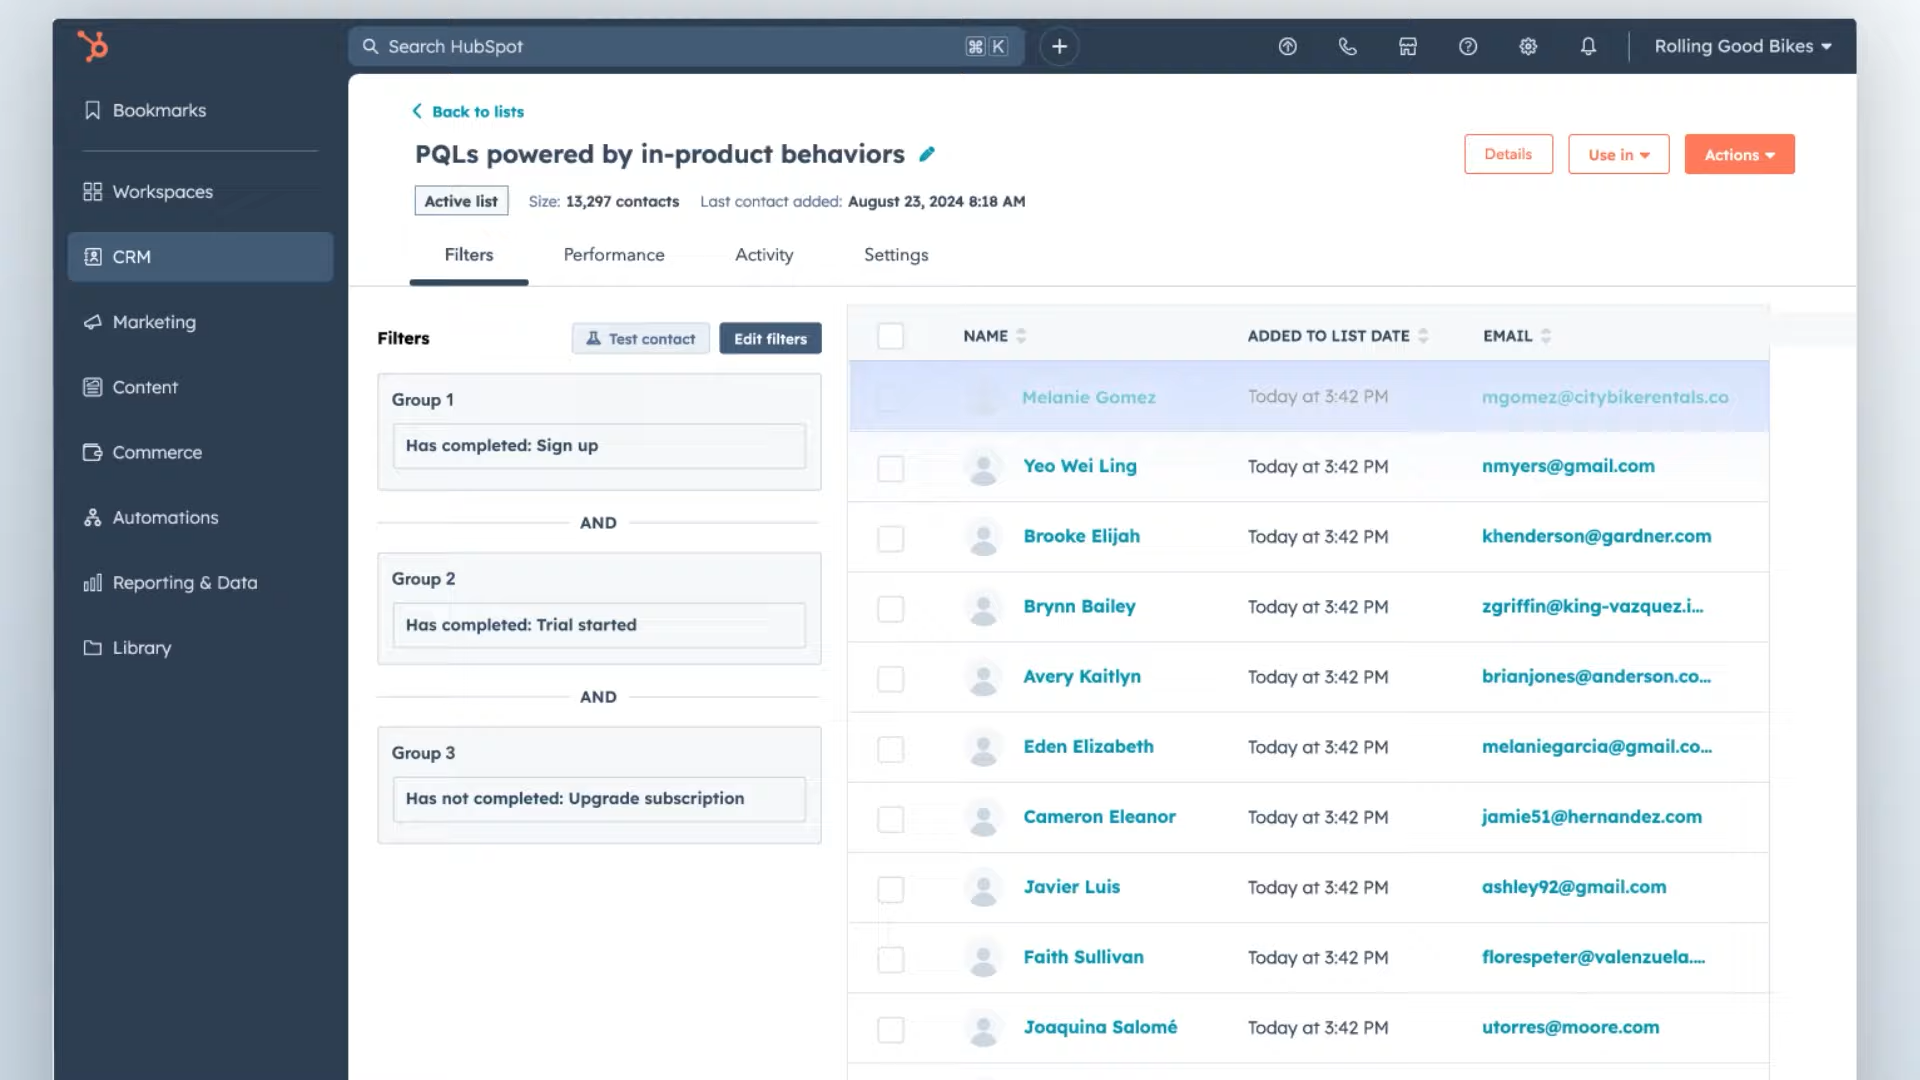 Search HubSpot
⌘ K
Rolling Good Bikes
Bookmarks
Workspaces
CRM
Marketing
Content
Commerce
Automations
Reporting & Data
Library
Back to lists
PQLs powered by in-product behaviors
Details
Use in
Actions
Active list
Size: 13,297 contacts
Last contact added: August 23, 2024 8:18 AM
Filters
Performance
Activity
Settings
Filters
Test contact
Edit filters
Group 1
Has completed: Sign up
AND
Group 2
Has completed: Trial started
AND
Group 3
Has not completed: Upgrade subscription
NAME ADDED TO LIST DATE EMAIL
Melanie Gomez Today at 3:42 PM mgomez@citybikerentals.co
Yeo Wei Ling Today at 3:42 PM nmyers@gmail.com
Brooke Elijah Today at 3:42 PM khenderson@gardner.com
Brynn Bailey Today at 3:42 PM zgriffin@king-vazquez.i...
Avery Kaitlyn Today at 3:42 PM brianjones@anderson.co...
Eden Elizabeth Today at 3:42 PM melaniegarcia@gmail.co...
Cameron Eleanor Today at 3:42 PM jamie51@hernandez.com
Javier Luis Today at 3:42 PM ashley92@gmail.com
Faith Sullivan Today at 3:42 PM florespeter@valenzuela....
Joaquina Salomé Today at 3:42 PM utorres@moore.com